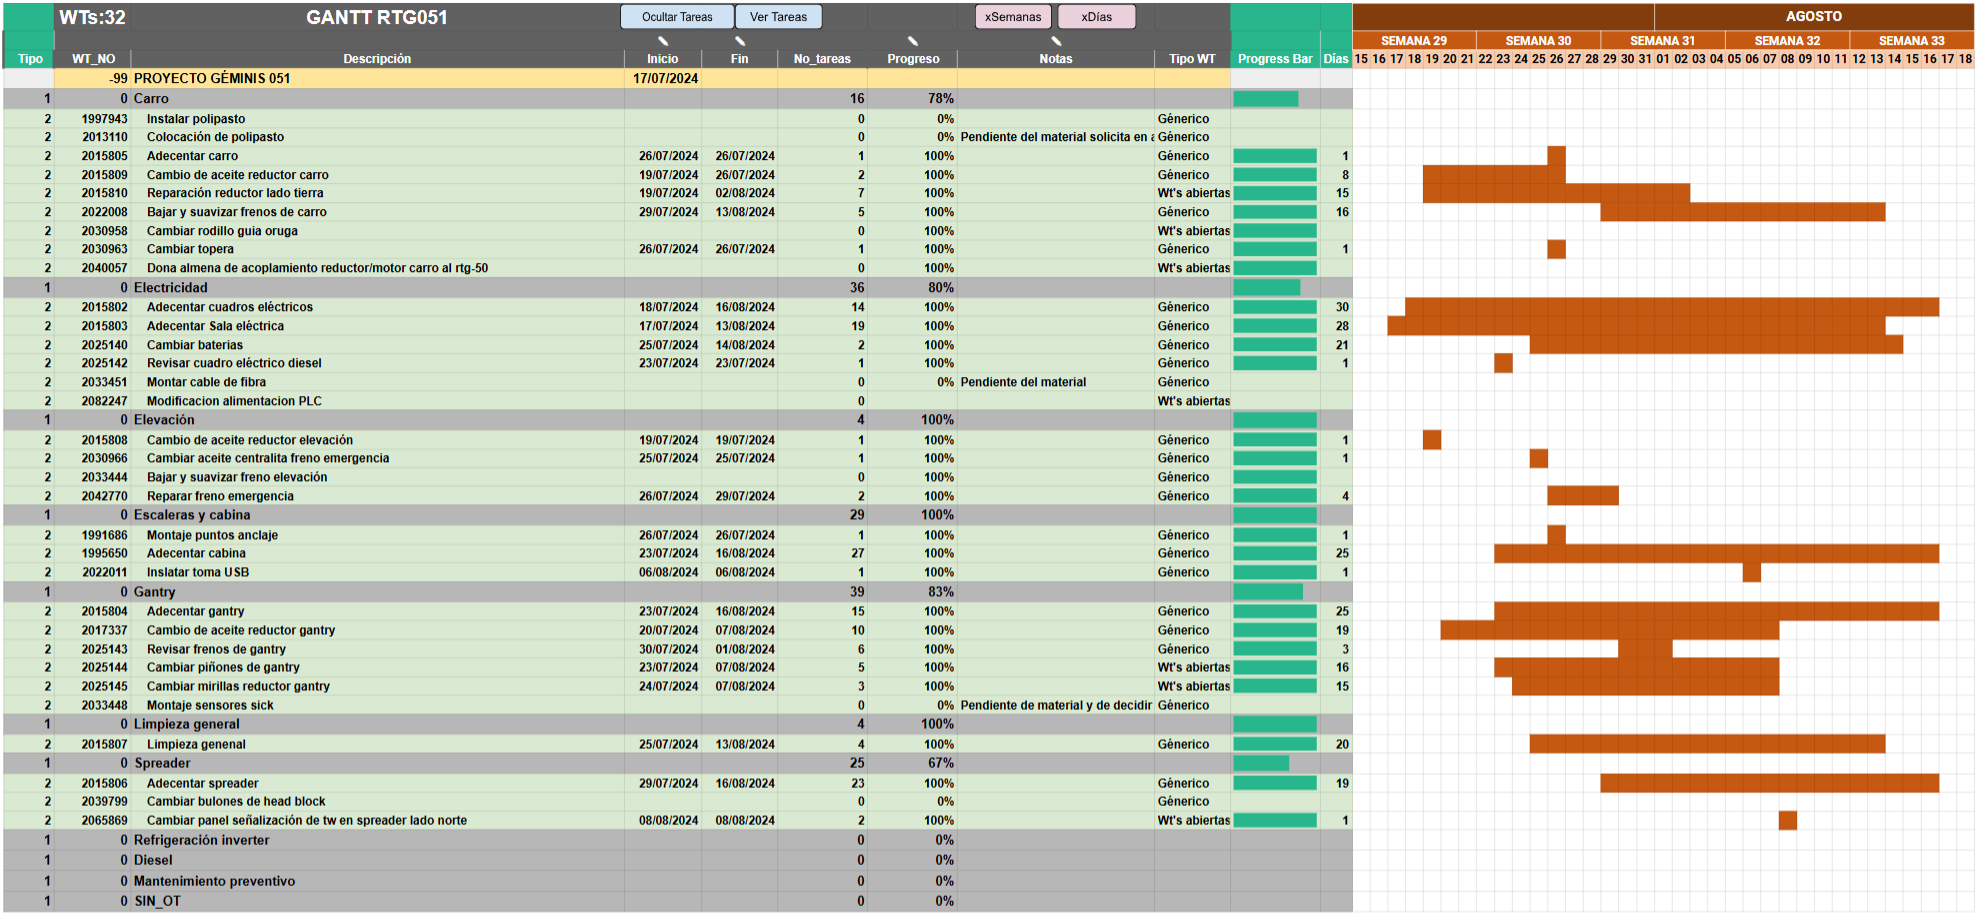 WTs:32 GANTT RTG051 Ocultar Tareas Ver Tareas xSemanas xDías AGOSTO
SEMANA 29 SEMANA 30 SEMANA 31 SEMANA 32 SEMANA 33
Tipo WT_NO Descripción Inicio Fin No_tareas Progreso Notas Tipo WT Progress Bar Días 15 16 17 18 19 20 21 22 23 24 25 26 27 28 29 30 31 01 02 03 04 05 06 07 08 09 10 11 12 13 14 15 16 17 18
-99 PROYECTO GÉMINIS 051 17/07/2024
1 0 Carro 16 78%
2 1997943 Instalar polipasto 0 0% Génerico
2 2013110 Colocación de polipasto 0 0% Pendiente del material solicita en a Génerico
2 2015805 Adecentar carro 26/07/2024 26/07/2024 1 100% Génerico 1
2 2015809 Cambio de aceite reductor carro 19/07/2024 26/07/2024 2 100% Génerico 8
2 2015810 Reparación reductor lado tierra 19/07/2024 02/08/2024 7 100% Wt's abiertas 15
2 2022008 Bajar y suavizar frenos de carro 29/07/2024 13/08/2024 5 100% Génerico 16
2 2030958 Cambiar rodillo guia oruga 0 100% Wt's abiertas
2 2030963 Cambiar topera 26/07/2024 26/07/2024 1 100% Génerico 1
2 2040057 Dona almena de acoplamiento reductor/motor carro al rtg-50 0 100% Wt's abiertas
1 0 Electricidad 36 80%
2 2015802 Adecentar cuadros eléctricos 18/07/2024 16/08/2024 14 100% Génerico 30
2 2015803 Adecentar Sala eléctrica 17/07/2024 13/08/2024 19 100% Génerico 28
2 2025140 Cambiar baterias 25/07/2024 14/08/2024 2 100% Génerico 21
2 2025142 Revisar cuadro eléctrico diesel 23/07/2024 23/07/2024 1 100% Génerico 1
2 2033451 Montar cable de fibra 0 0% Pendiente del material Génerico
2 2082247 Modificacion alimentacion PLC 0 Wt's abiertas
1 0 Elevación 4 100%
2 2015808 Cambio de aceite reductor elevación 19/07/2024 19/07/2024 1 100% Génerico 1
2 2030966 Cambiar aceite centralita freno emergencia 25/07/2024 25/07/2024 1 100% Génerico 1
2 2033444 Bajar y suavizar freno elevación 0 100% Génerico
2 2042770 Reparar freno emergencia 26/07/2024 29/07/2024 2 100% Génerico 4
1 0 Escaleras y cabina 29 100%
2 1991686 Montaje puntos anclaje 26/07/2024 26/07/2024 1 100% Génerico 1
2 1995650 Adecentar cabina 23/07/2024 16/08/2024 27 100% Génerico 25
2 2022011 Inslatar toma USB 06/08/2024 06/08/2024 1 100% Génerico 1
1 0 Gantry 39 83%
2 2015804 Adecentar gantry 23/07/2024 16/08/2024 15 100% Génerico 25
2 2017337 Cambio de aceite reductor gantry 20/07/2024 07/08/2024 10 100% Génerico 19
2 2025143 Revisar frenos de gantry 30/07/2024 01/08/2024 6 100% Génerico 3
2 2025144 Cambiar piñones de gantry 23/07/2024 07/08/2024 5 100% Wt's abiertas 16
2 2025145 Cambiar mirillas reductor gantry 24/07/2024 07/08/2024 3 100% Wt's abiertas 15
2 2033448 Montaje sensores sick 0 0% Pendiente de material y de decidir Génerico
1 0 Limpieza general 4 100%
2 2015807 Limpieza genenal 25/07/2024 13/08/2024 4 100% Génerico 20
1 0 Spreader 25 67%
2 2015806 Adecentar spreader 29/07/2024 16/08/2024 23 100% Génerico 19
2 2039799 Cambiar bulones de head block 0 0% Génerico
2 2065869 Cambiar panel señalización de tw en spreader lado norte 08/08/2024 08/08/2024 2 100% Wt's abiertas 1
1 0 Refrigeración inverter 0 0%
1 0 Diesel 0 0%
1 0 Mantenimiento preventivo 0 0%
1 0 SIN_OT 0 0%